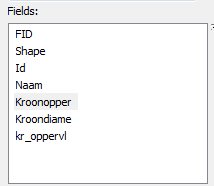 Fields:
FID
Shape
Id
Naam
Kroonopper
Kroondiame
kr_oppervl